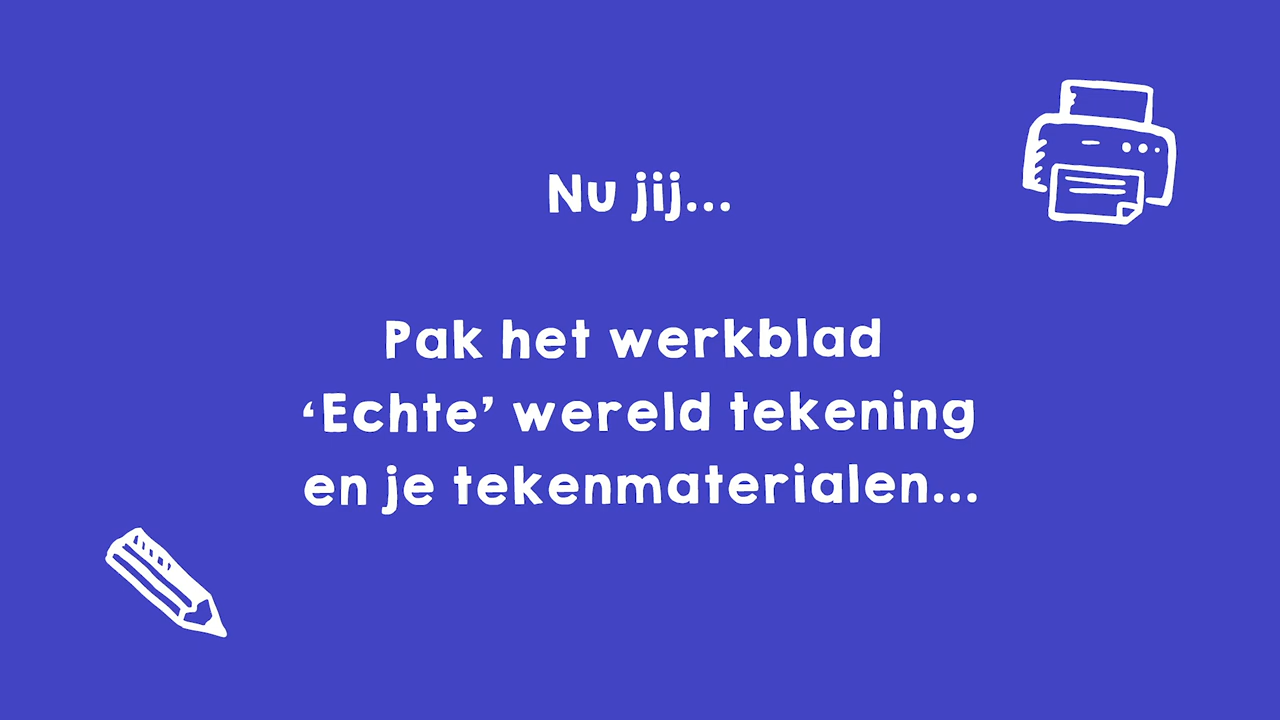 Nu jij...
Pak het werkblad
‘Echte’ wereld tekening
en je tekenmaterialen...